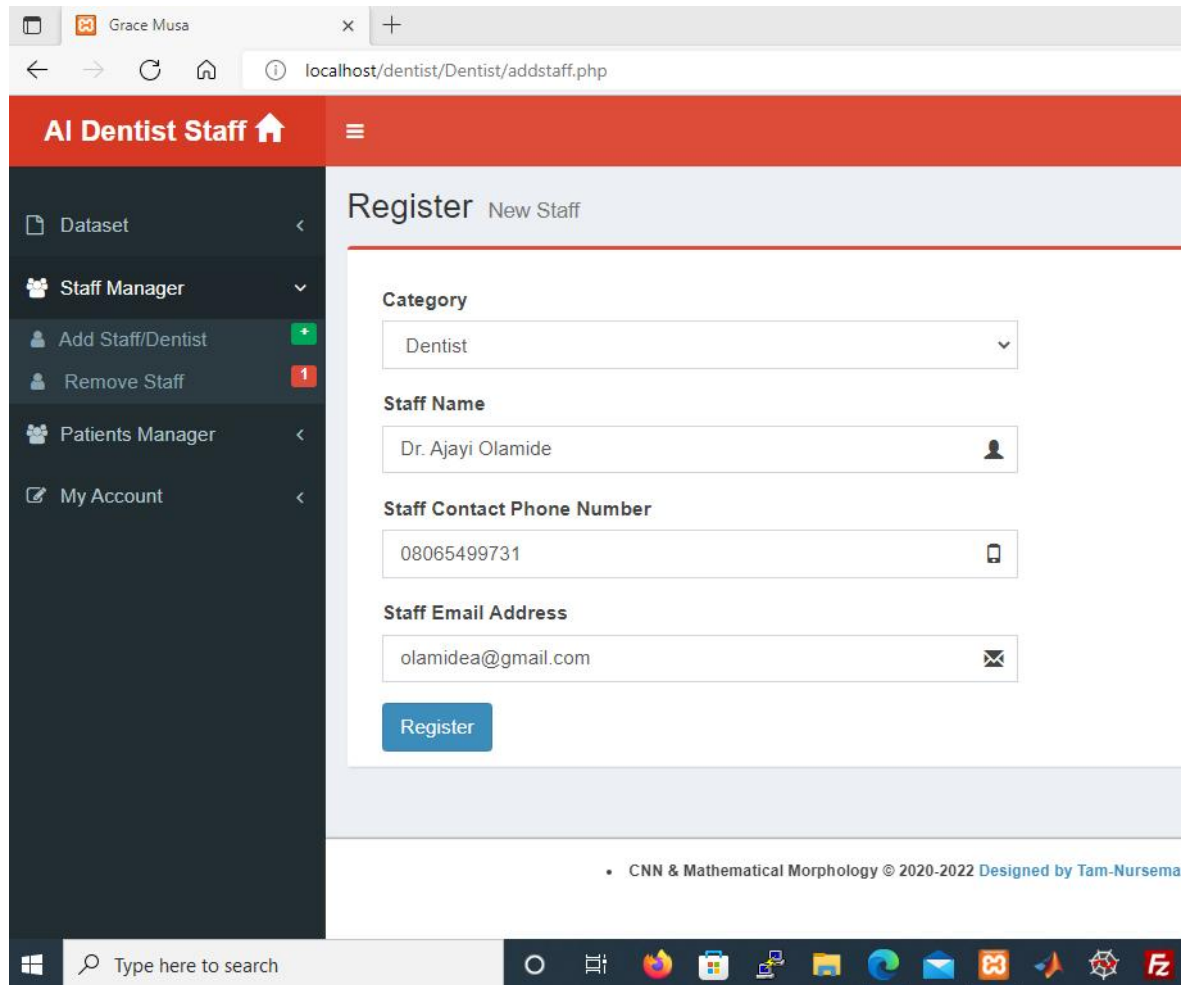 Grace Musa
localhost/dentist/Dentist/addstaff.php
AI Dentist Staff
Register New Staff
Dataset
Staff Manager
Add Staff/Dentist +
Remove Staff 1
Patients Manager
My Account
Category
Dentist
Staff Name
Dr. Ajayi Olamide
Staff Contact Phone Number
08065499731
Staff Email Address
olamidea@gmail.com
Register
• CNN & Mathematical Morphology © 2020-2022 Designed by Tam-Nursema
Type here to search
Fz